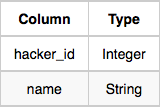 Column Type
hacker_id Integer
name String